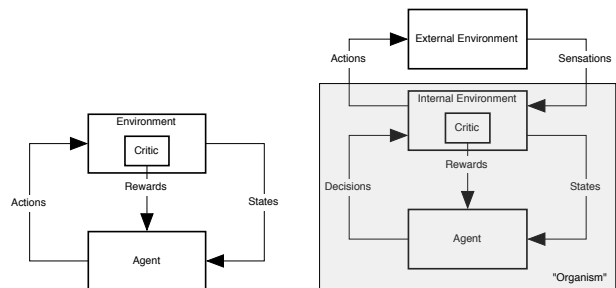 Environment
Critic
Rewards
Actions
States
Agent
External Environment
Actions
Sensations
Internal Environment
Critic
Rewards
Decisions
States
Agent
"Organism"